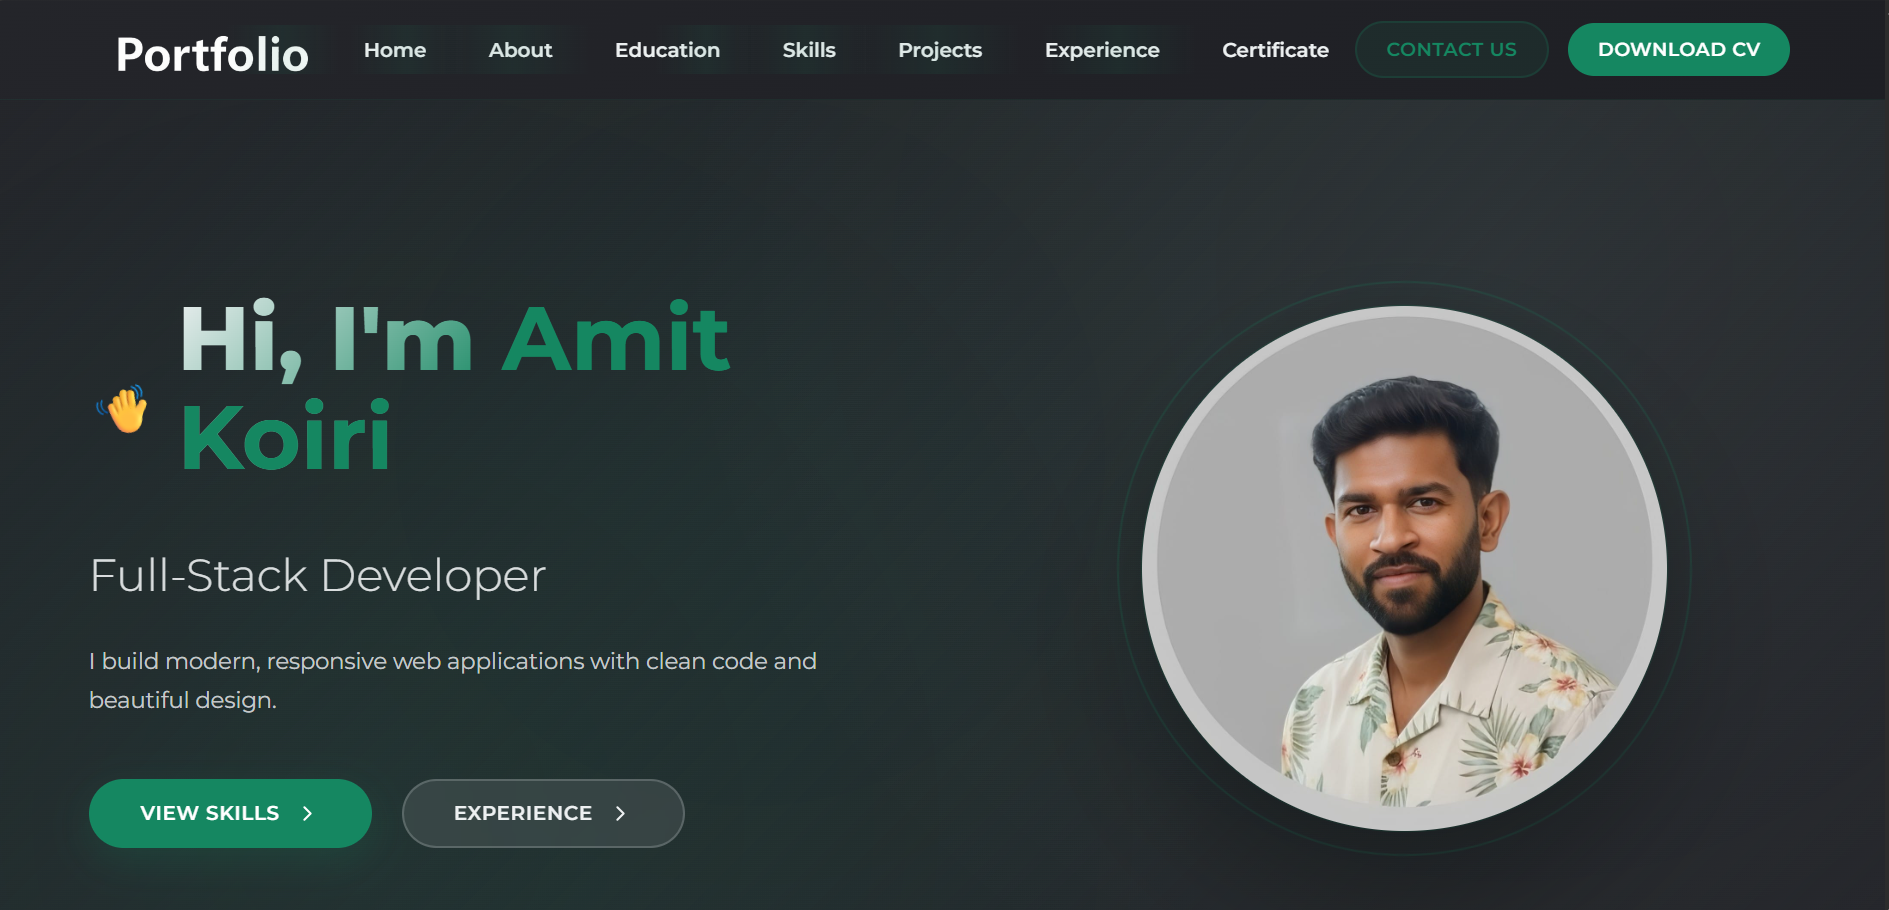 Portfolio Home About Education Skills Projects Experience Certificate CONTACT US DOWNLOAD CV
Hi, I'm Amit
Koiri
Full-Stack Developer
I build modern, responsive web applications with clean code and
beautiful design.
VIEW SKILLS EXPERIENCE